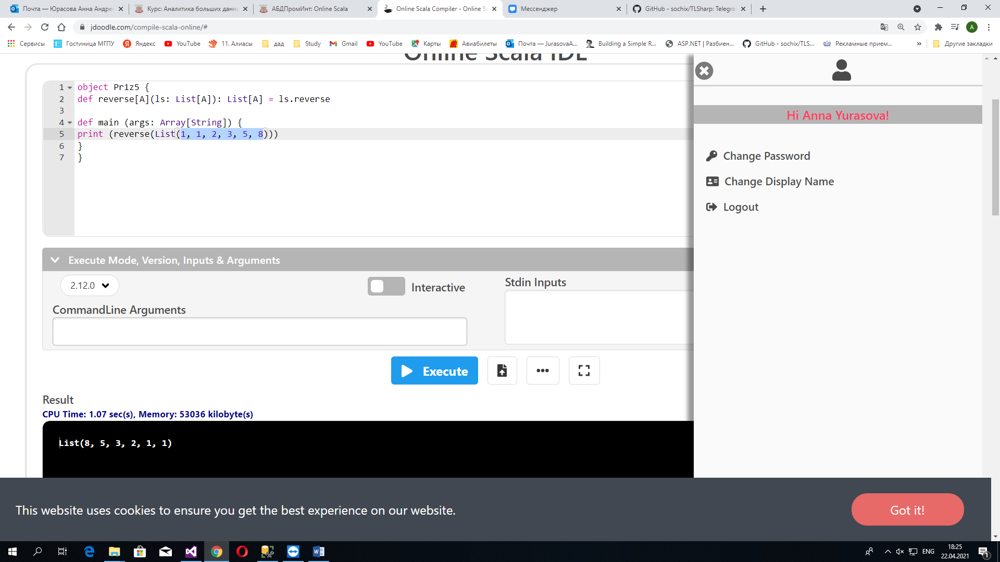 Почта — Юрасова Анна Андре
Курс: Аналитика больших данн
АБДПромИнт: Online Scala
Online Scala Compiler - Online S
Мессенджер
GitHub - sochix/TLSharp: Telegra
jdoodle.com/compile-scala-online/#
A
Сервисы
Гостиница МГПУ
Яндекс
YouTube
11. Алиасы
дад
Study
Gmail
YouTube
Карты
Авиабилеты
Почта — JurasovaA...
Building a Simple R...
ASP.NET | Разбиен...
GitHub - sochix/TLS...
Рекламные прием...
»
Другие закладки
Online Scala IDE
1 object Pr1z5 {
2 def reverse[A](ls: List[A]): List[A] = ls.reverse
3
4 def main (args: Array[String]) {
5 print (reverse(List(1, 1, 2, 3, 5, 8)))
6 }
7 }
Hi Anna Yurasova!
Change Password
Change Display Name
Logout
Execute Mode, Version, Inputs & Arguments
2.12.0
Interactive
Stdin Inputs
CommandLine Arguments
Execute
Result
CPU Time: 1.07 sec(s), Memory: 53036 kilobyte(s)
List(8, 5, 3, 2, 1, 1)
This website uses cookies to ensure you get the best experience on our website.
Got it!
ENG
18:25
22.04.2021
1